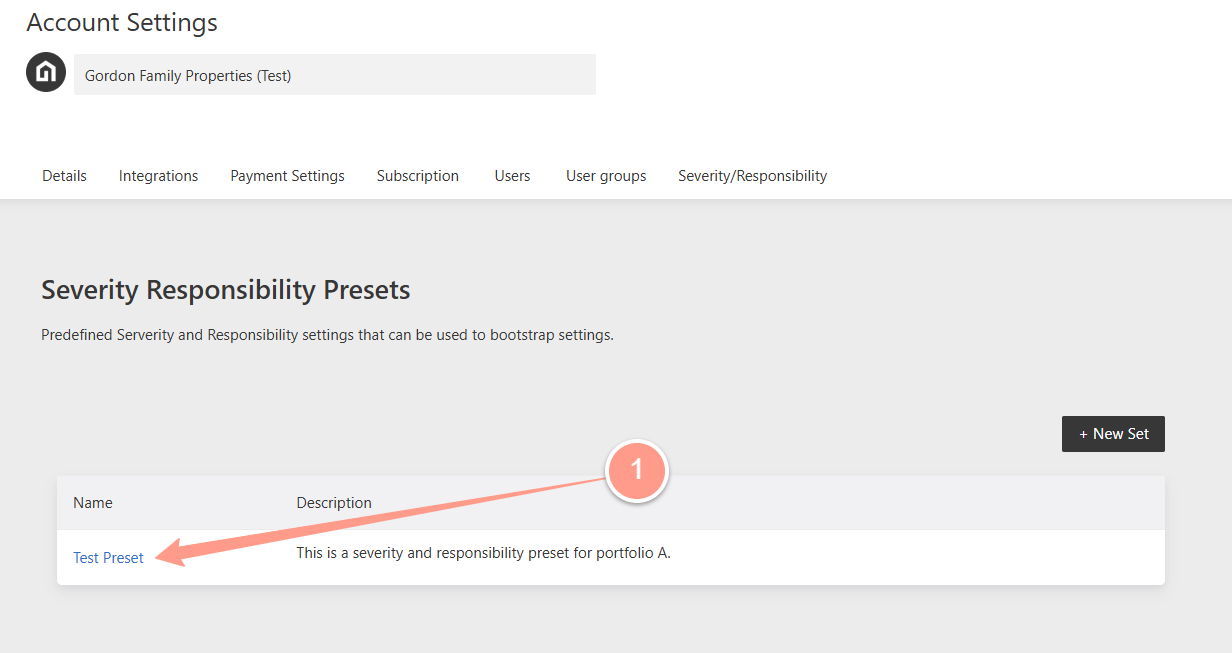 Account Settings
Gordon Family Properties (Test)
Details Integrations Payment Settings Subscription Users User groups Severity/Responsibility
Severity Responsibility Presets
Predefined Serverity and Responsibility settings that can be used to bootstrap settings.
+ New Set
1
Name Description
Test Preset This is a severity and responsibility preset for portfolio A.